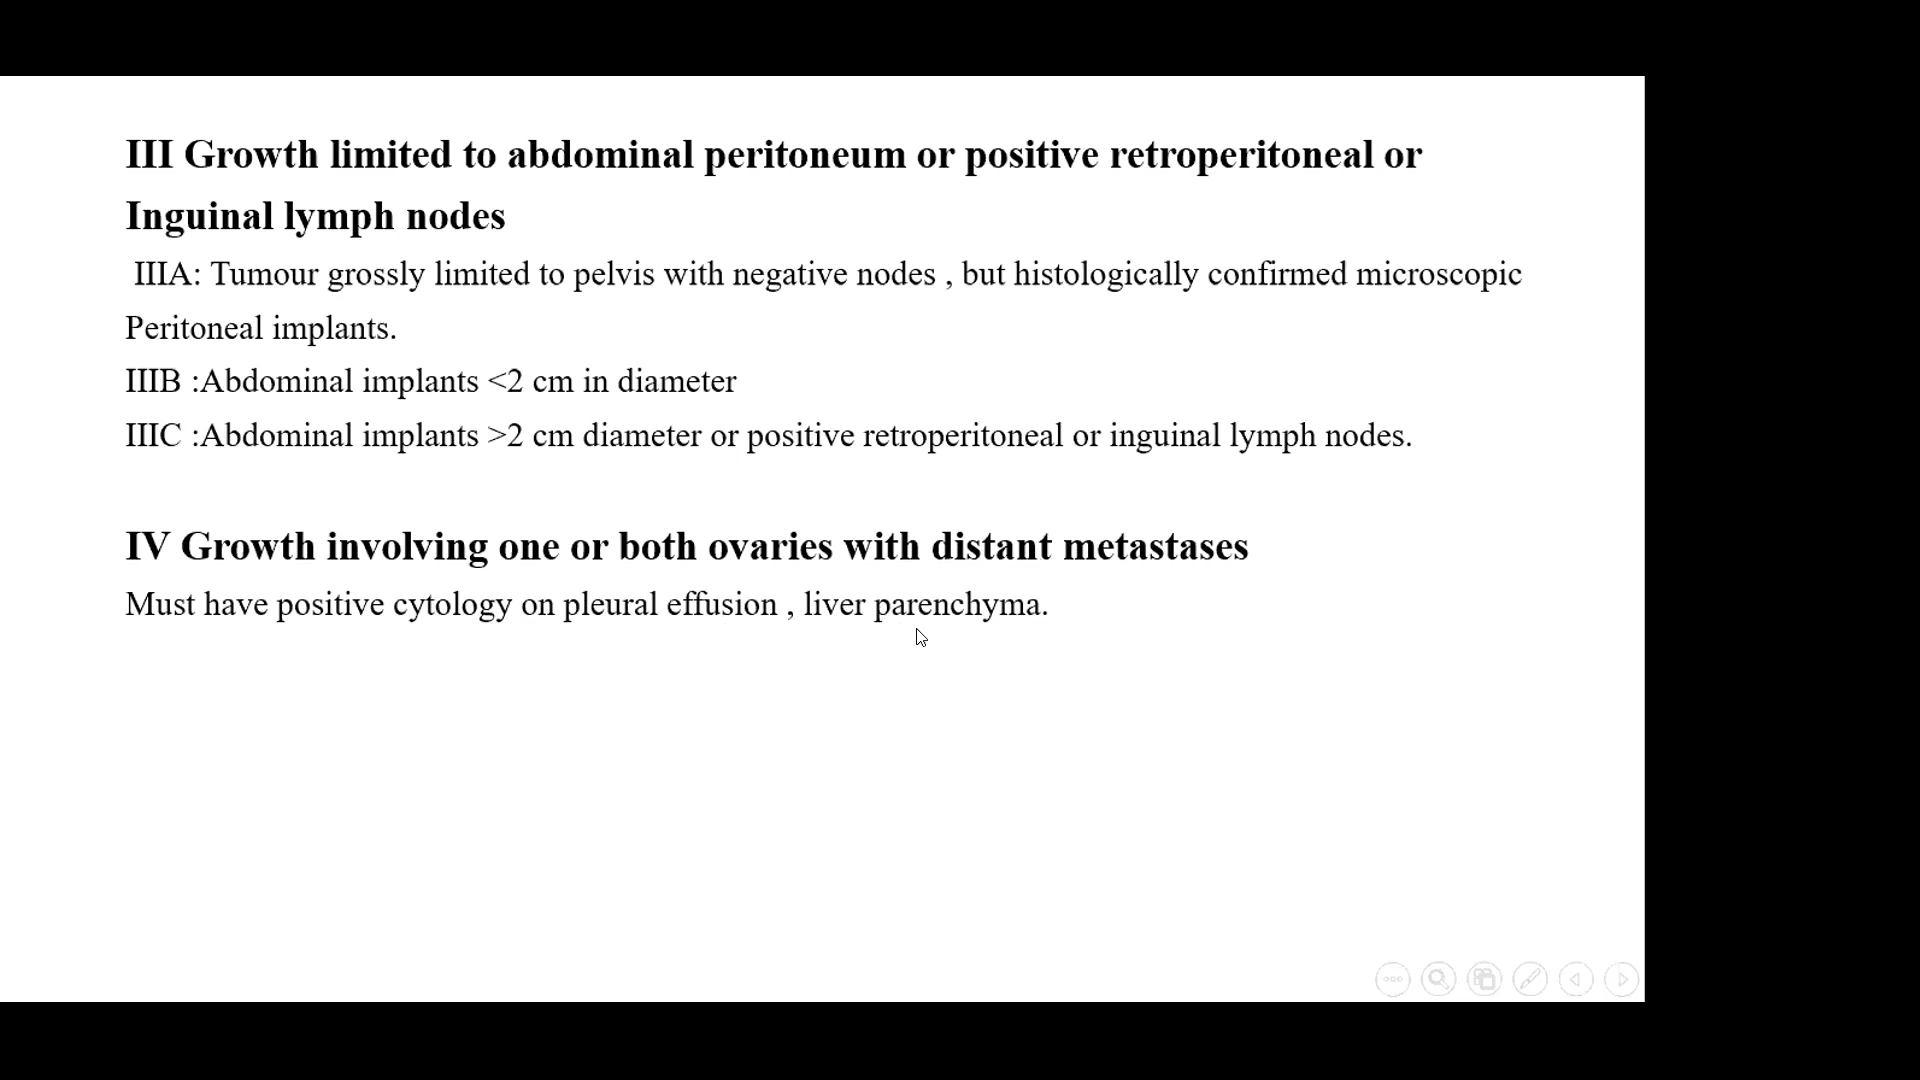 III Growth limited to abdominal peritoneum or positive retroperitoneal or
Inguinal lymph nodes
IIIA: Tumour grossly limited to pelvis with negative nodes , but histologically confirmed microscopic
Peritoneal implants.
IIIB :Abdominal implants <2 cm in diameter
IIIC :Abdominal implants >2 cm diameter or positive retroperitoneal or inguinal lymph nodes.
IV Growth involving one or both ovaries with distant metastases
Must have positive cytology on pleural effusion , liver parenchyma.